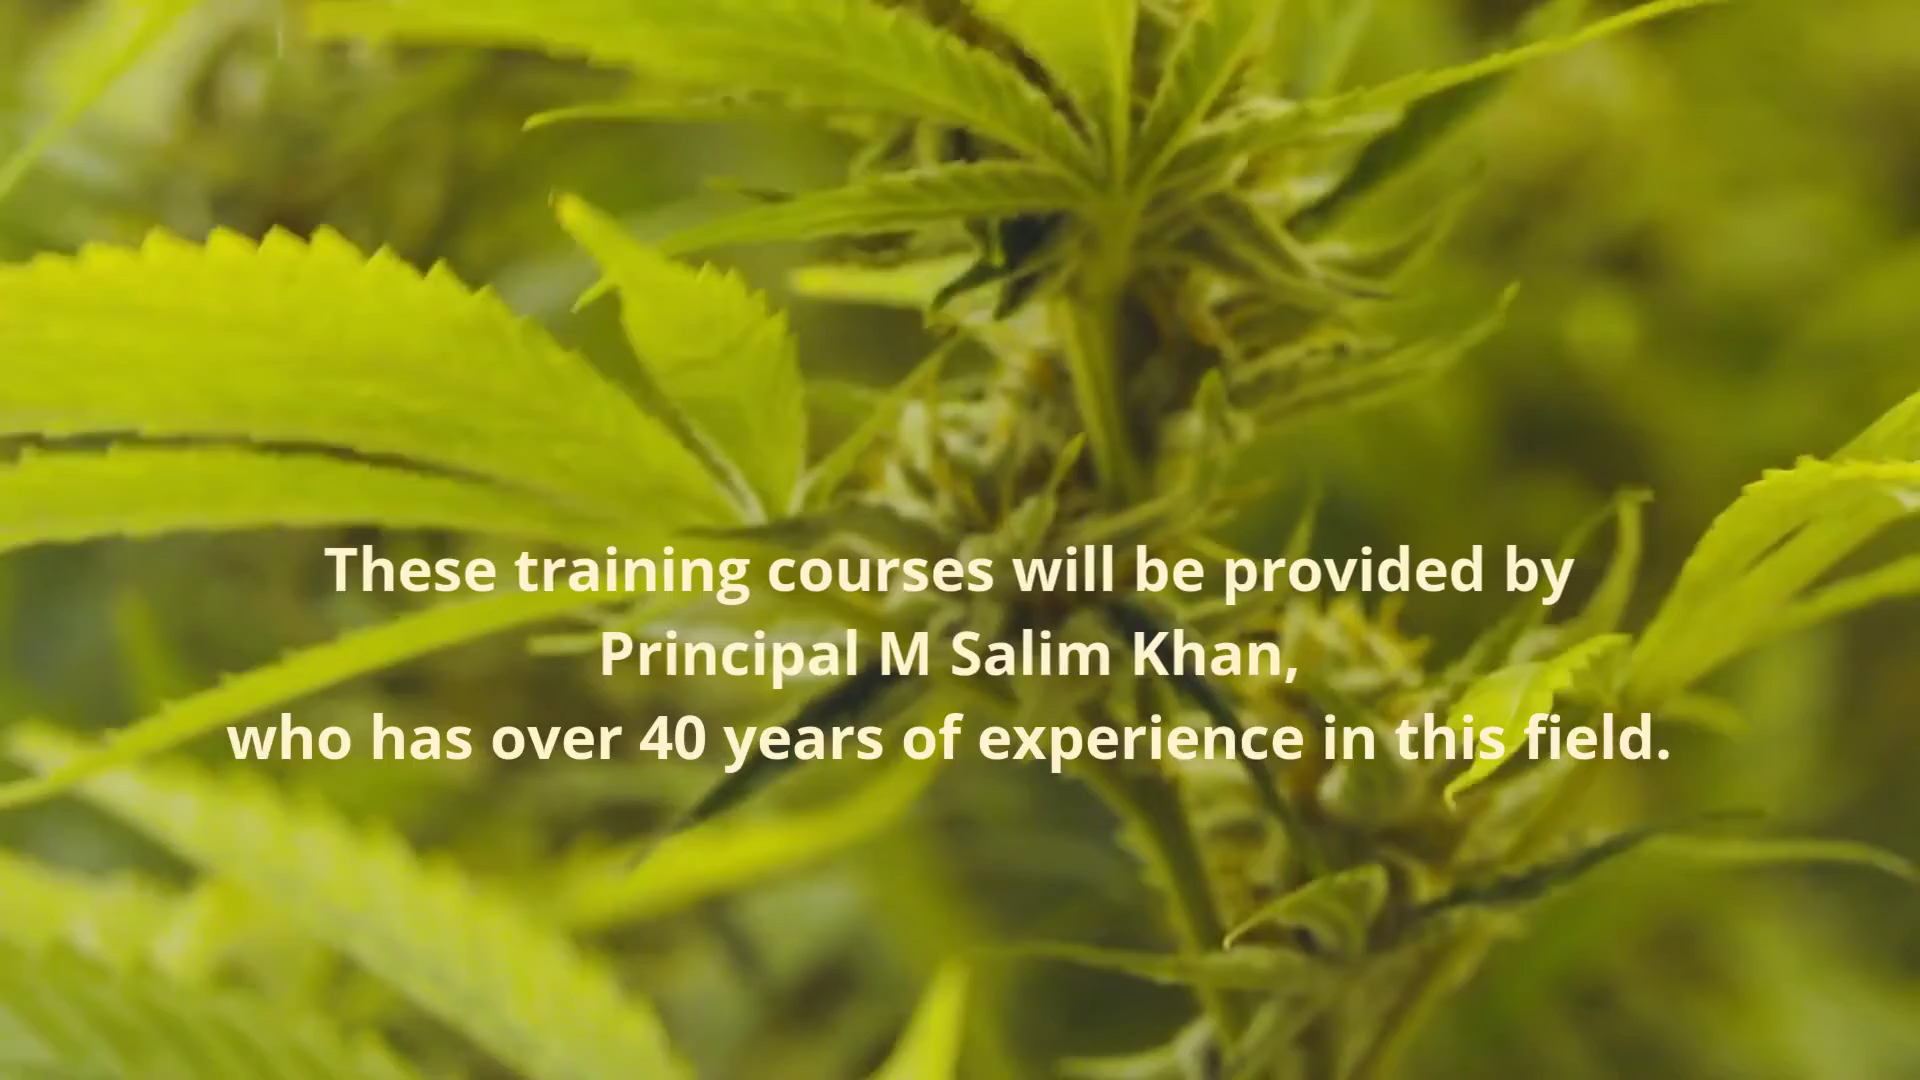 These training courses will be provided by
Principal M Salim Khan,
who has over 40 years of experience in this field.